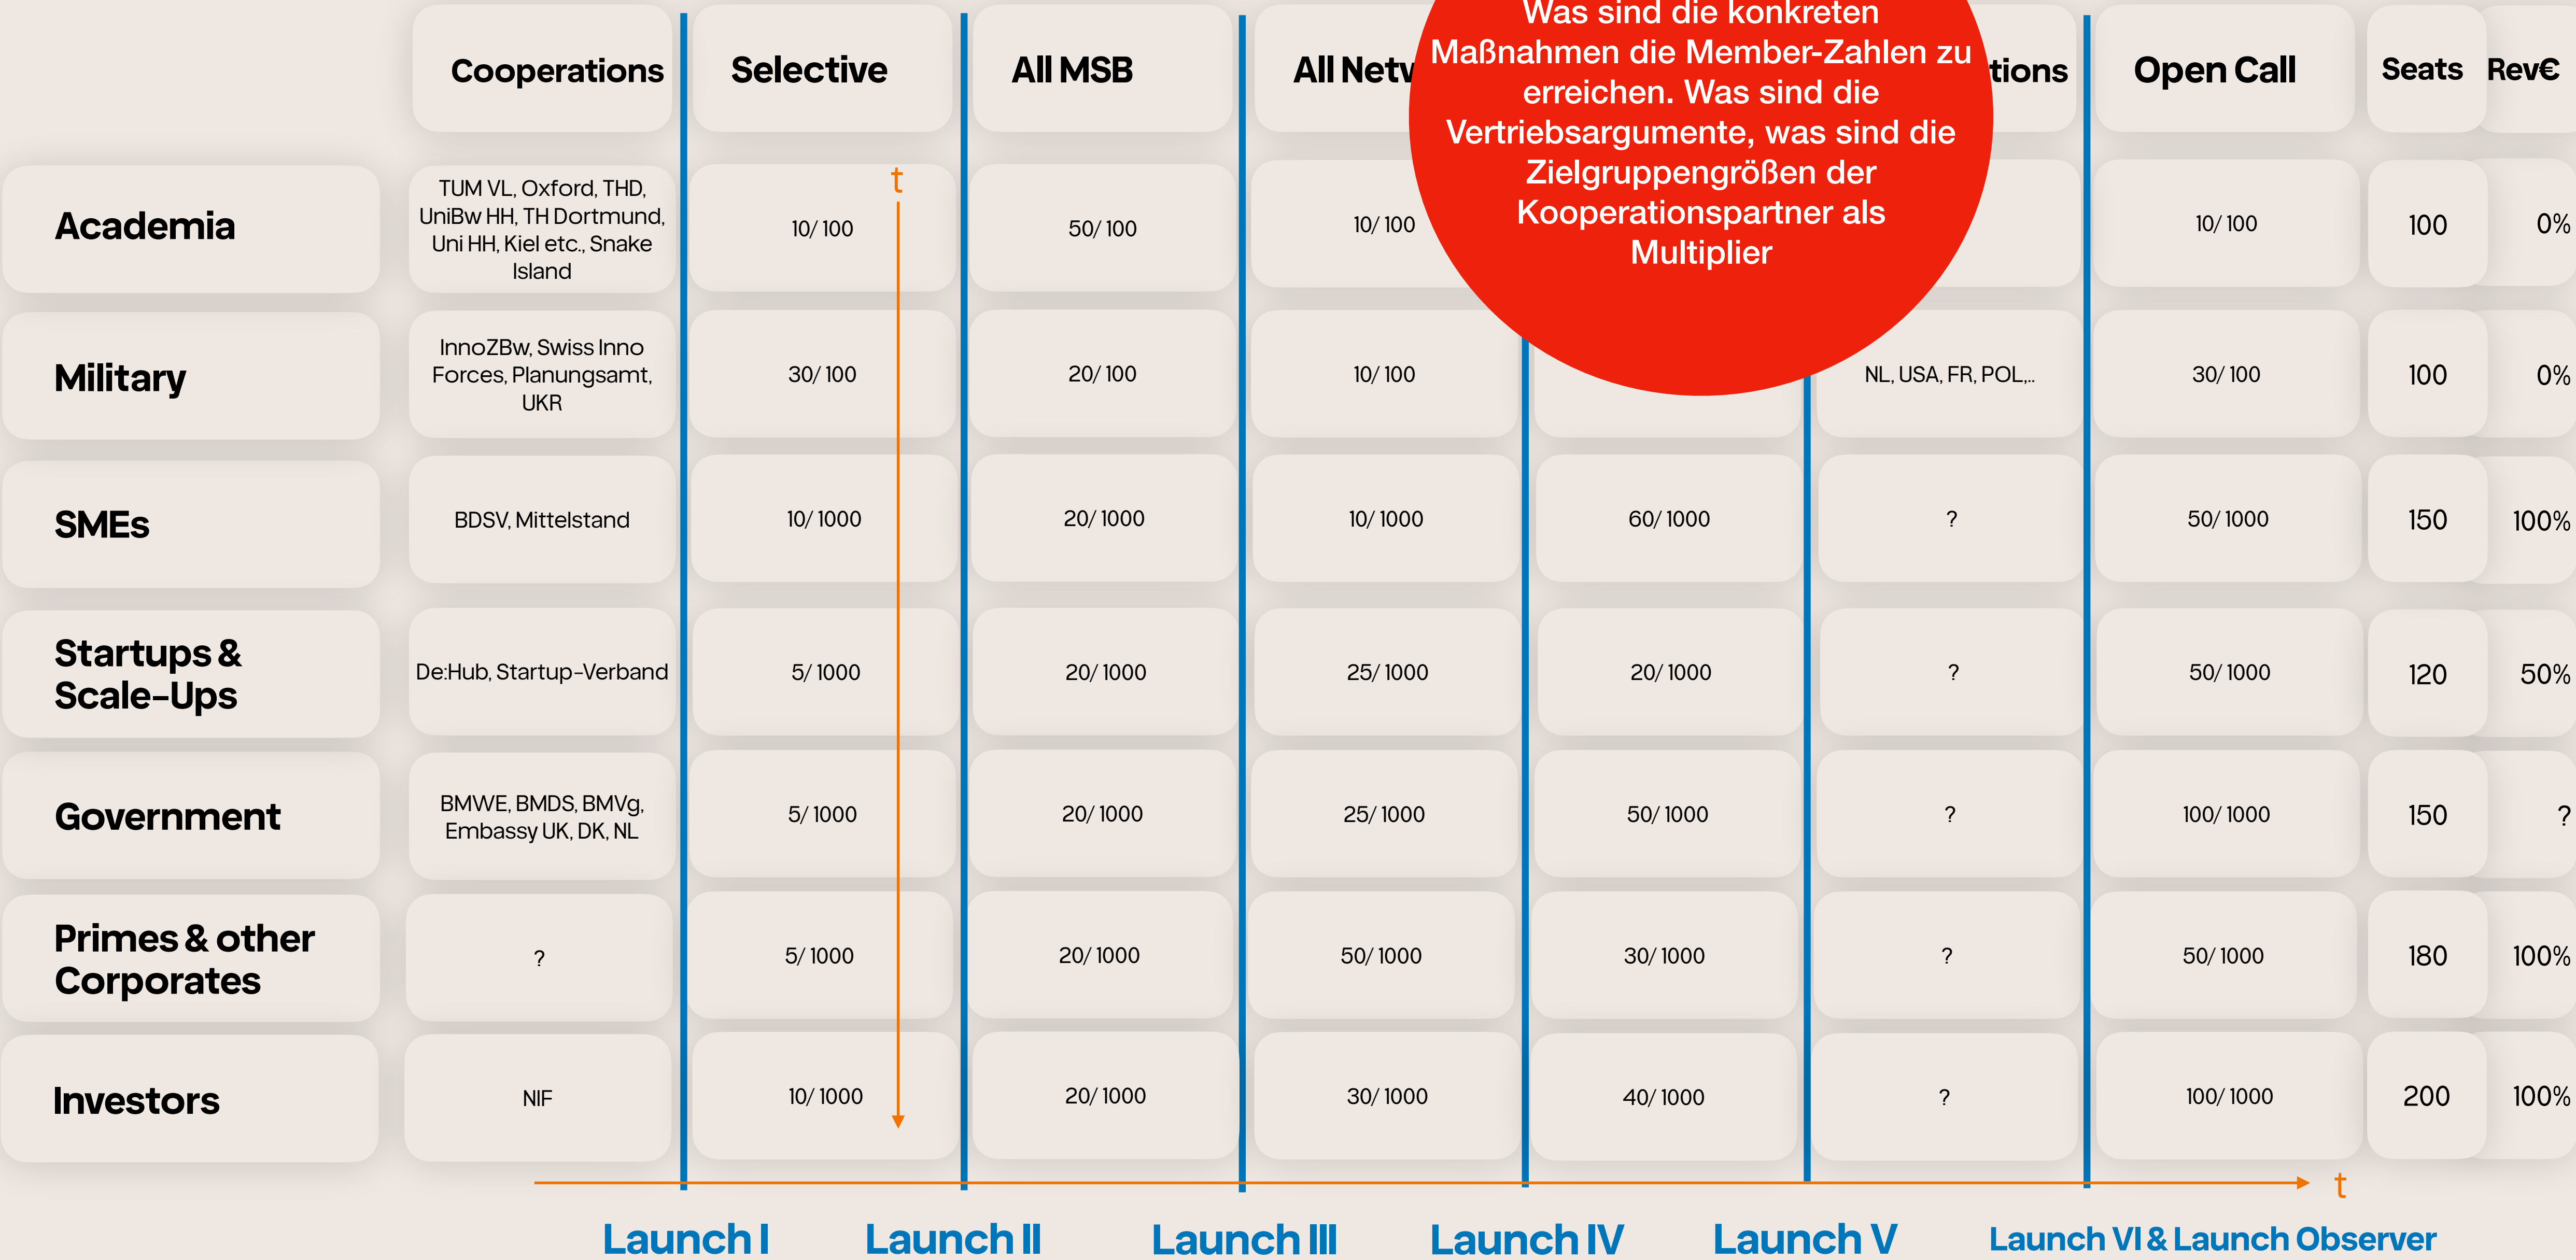 Was sind die konkreten
Maßnahmen die Member-Zahlen zu
erreichen. Was sind die
Vertriebsargumente, was sind die
Zielgruppengrößen der
Kooperationspartner als
Multiplier
Cooperations
Selective
All MSB
All Netw
tions
Open Call
Seats
Rev€
t
Academia
TUM VL, Oxford, THD,
UniBw HH, TH Dortmund,
Uni HH, Kiel etc., Snake
Island
10/ 100
50/ 100
10/ 100
10/ 100
100
0%
Military
InnoZBw, Swiss Inno
Forces, Planungsamt,
UKR
30/ 100
20/ 100
10/ 100
NL, USA, FR, POL,..
30/ 100
100
0%
SMEs
BDSV, Mittelstand
10/ 1000
20/ 1000
10/ 1000
60/ 1000
?
50/ 1000
150
100%
Startups &
Scale-Ups
De:Hub, Startup-Verband
5/ 1000
20/ 1000
25/ 1000
20/ 1000
?
50/ 1000
120
50%
Government
BMWE, BMDS, BMVg,
Embassy UK, DK, NL
5/ 1000
20/ 1000
25/ 1000
50/ 1000
?
100/ 1000
150
?
Primes & other
Corporates
?
5/ 1000
20/ 1000
50/ 1000
30/ 1000
?
50/ 1000
180
100%
Investors
NIF
10/ 1000
20/ 1000
30/ 1000
40/ 1000
?
100/ 1000
200
100%
t
Launch I
Launch II
Launch III
Launch IV
Launch V
Launch VI & Launch Observer